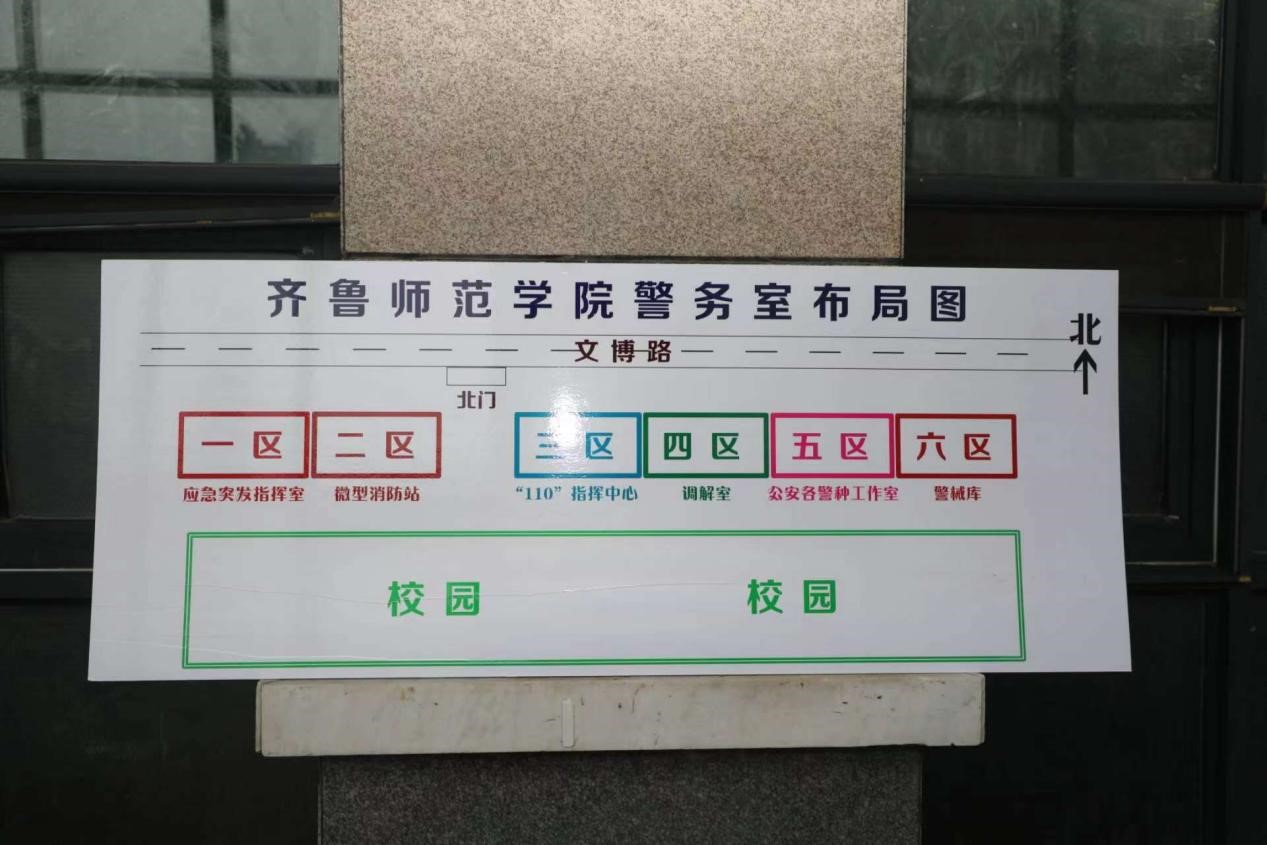 齐鲁师范学院警务室布局图
文博路
北
北门
一区 二区 三区 四区 五区 六区
应急突发指挥室 微型消防站 “110”指挥中心 调解室 公安各警种工作室 警械库
校园 校园